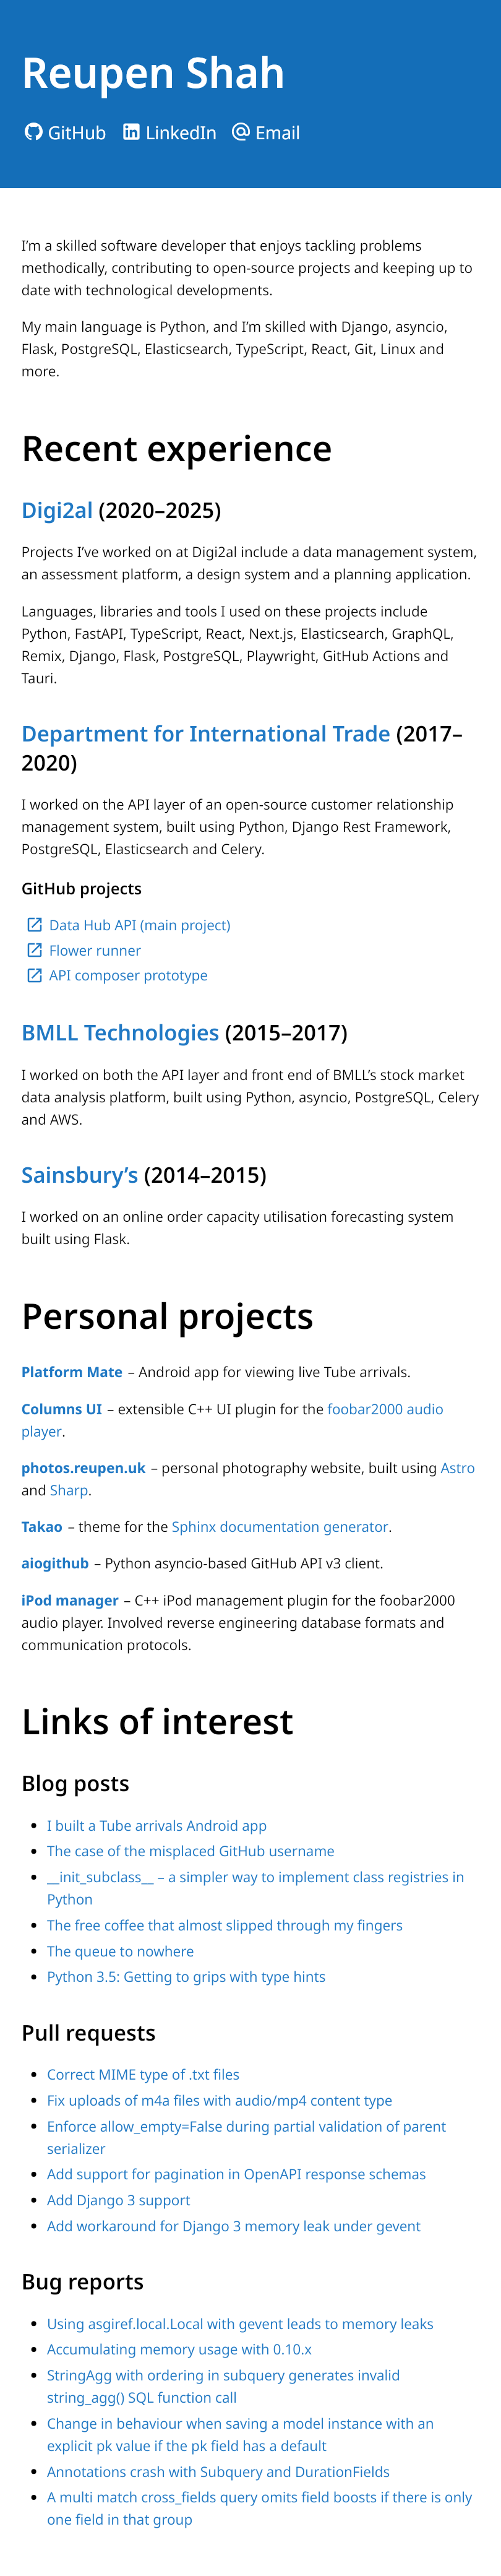 Reupen Shah
GitHub LinkedIn Email
I’m a skilled software developer that enjoys tackling problems
methodically, contributing to open-source projects and keeping up to
date with technological developments.
My main language is Python, and I’m skilled with Django, asyncio,
Flask, PostgreSQL, Elasticsearch, TypeScript, React, Git, Linux and
more.
Recent experience
Digi2al (2020–2025)
Projects I’ve worked on at Digi2al include a data management system,
an assessment platform, a design system and a planning application.
Languages, libraries and tools I used on these projects include
Python, FastAPI, TypeScript, React, Next.js, Elasticsearch, GraphQL,
Remix, Django, Flask, PostgreSQL, Playwright, GitHub Actions and
Tauri.
Department for International Trade (2017–
2020)
I worked on the API layer of an open-source customer relationship
management system, built using Python, Django Rest Framework,
PostgreSQL, Elasticsearch and Celery.
GitHub projects
Data Hub API (main project)
Flower runner
API composer prototype
BMLL Technologies (2015–2017)
I worked on both the API layer and front end of BMLL’s stock market
data analysis platform, built using Python, asyncio, PostgreSQL, Celery
and AWS.
Sainsbury’s (2014–2015)
I worked on an online order capacity utilisation forecasting system
built using Flask.
Personal projects
Platform Mate – Android app for viewing live Tube arrivals.
Columns UI – extensible C++ UI plugin for the foobar2000 audio
player.
photos.reupen.uk – personal photography website, built using Astro
and Sharp.
Takao – theme for the Sphinx documentation generator.
aiogithub – Python asyncio-based GitHub API v3 client.
iPod manager – C++ iPod management plugin for the foobar2000
audio player. Involved reverse engineering database formats and
communication protocols.
Links of interest
Blog posts
• I built a Tube arrivals Android app
• The case of the misplaced GitHub username
• __init_subclass__ – a simpler way to implement class registries in
Python
• The free coffee that almost slipped through my fingers
• The queue to nowhere
• Python 3.5: Getting to grips with type hints
Pull requests
• Correct MIME type of .txt files
• Fix uploads of m4a files with audio/mp4 content type
• Enforce allow_empty=False during partial validation of parent
serializer
• Add support for pagination in OpenAPI response schemas
• Add Django 3 support
• Add workaround for Django 3 memory leak under gevent
Bug reports
• Using asgiref.local.Local with gevent leads to memory leaks
• Accumulating memory usage with 0.10.x
• StringAgg with ordering in subquery generates invalid
string_agg() SQL function call
• Change in behaviour when saving a model instance with an
explicit pk value if the pk field has a default
• Annotations crash with Subquery and DurationFields
• A multi match cross_fields query omits field boosts if there is only
one field in that group